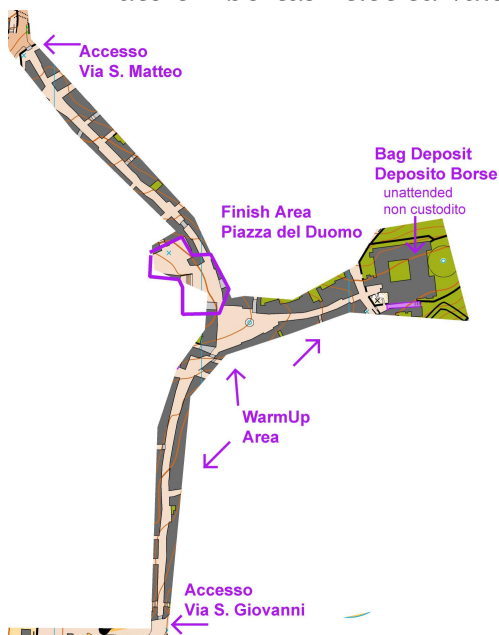 Accesso
Via S. Matteo
Bag Deposit
Deposito Borse
unattended
non custodito
Finish Area
Piazza del Duomo
WarmUp
Area
Accesso
Via S. Giovanni